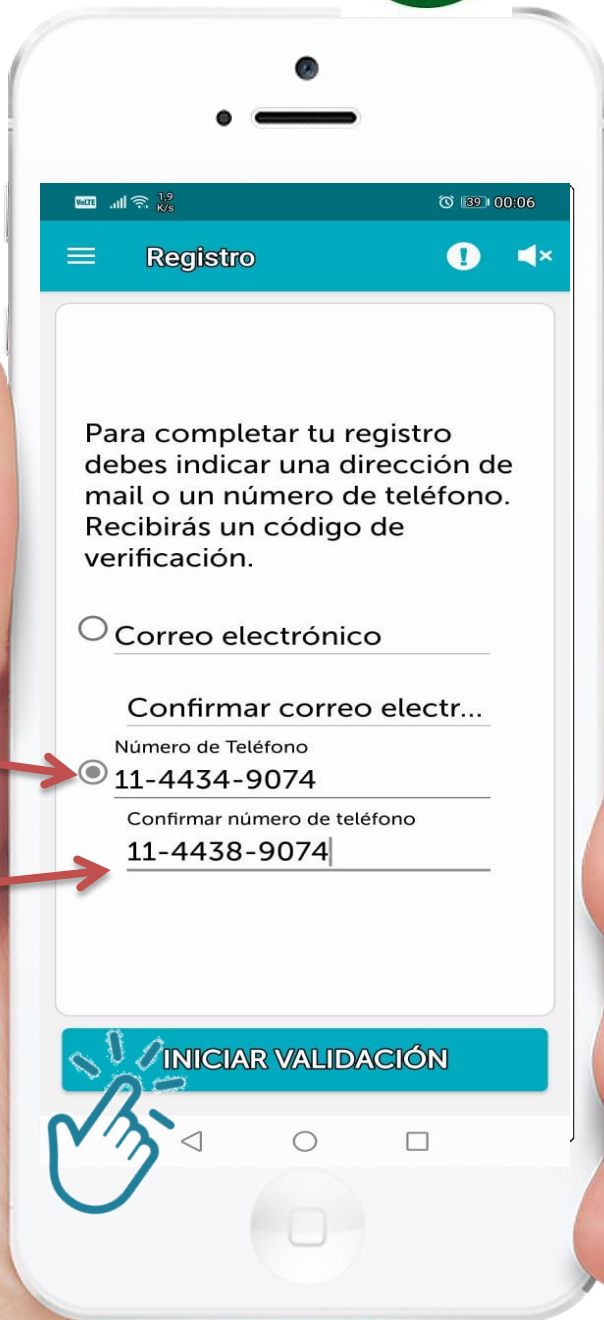 VoLTE 1,9 K/s 39 00:06
Registro
Para completar tu registro
debes indicar una dirección de
mail o un número de teléfono.
Recibirás un código de
verificación.
Correo electrónico
Confirmar correo electr...
Número de Teléfono
11-4434-9074
Confirmar número de teléfono
11-4438-9074
INICIAR VALIDACIÓN